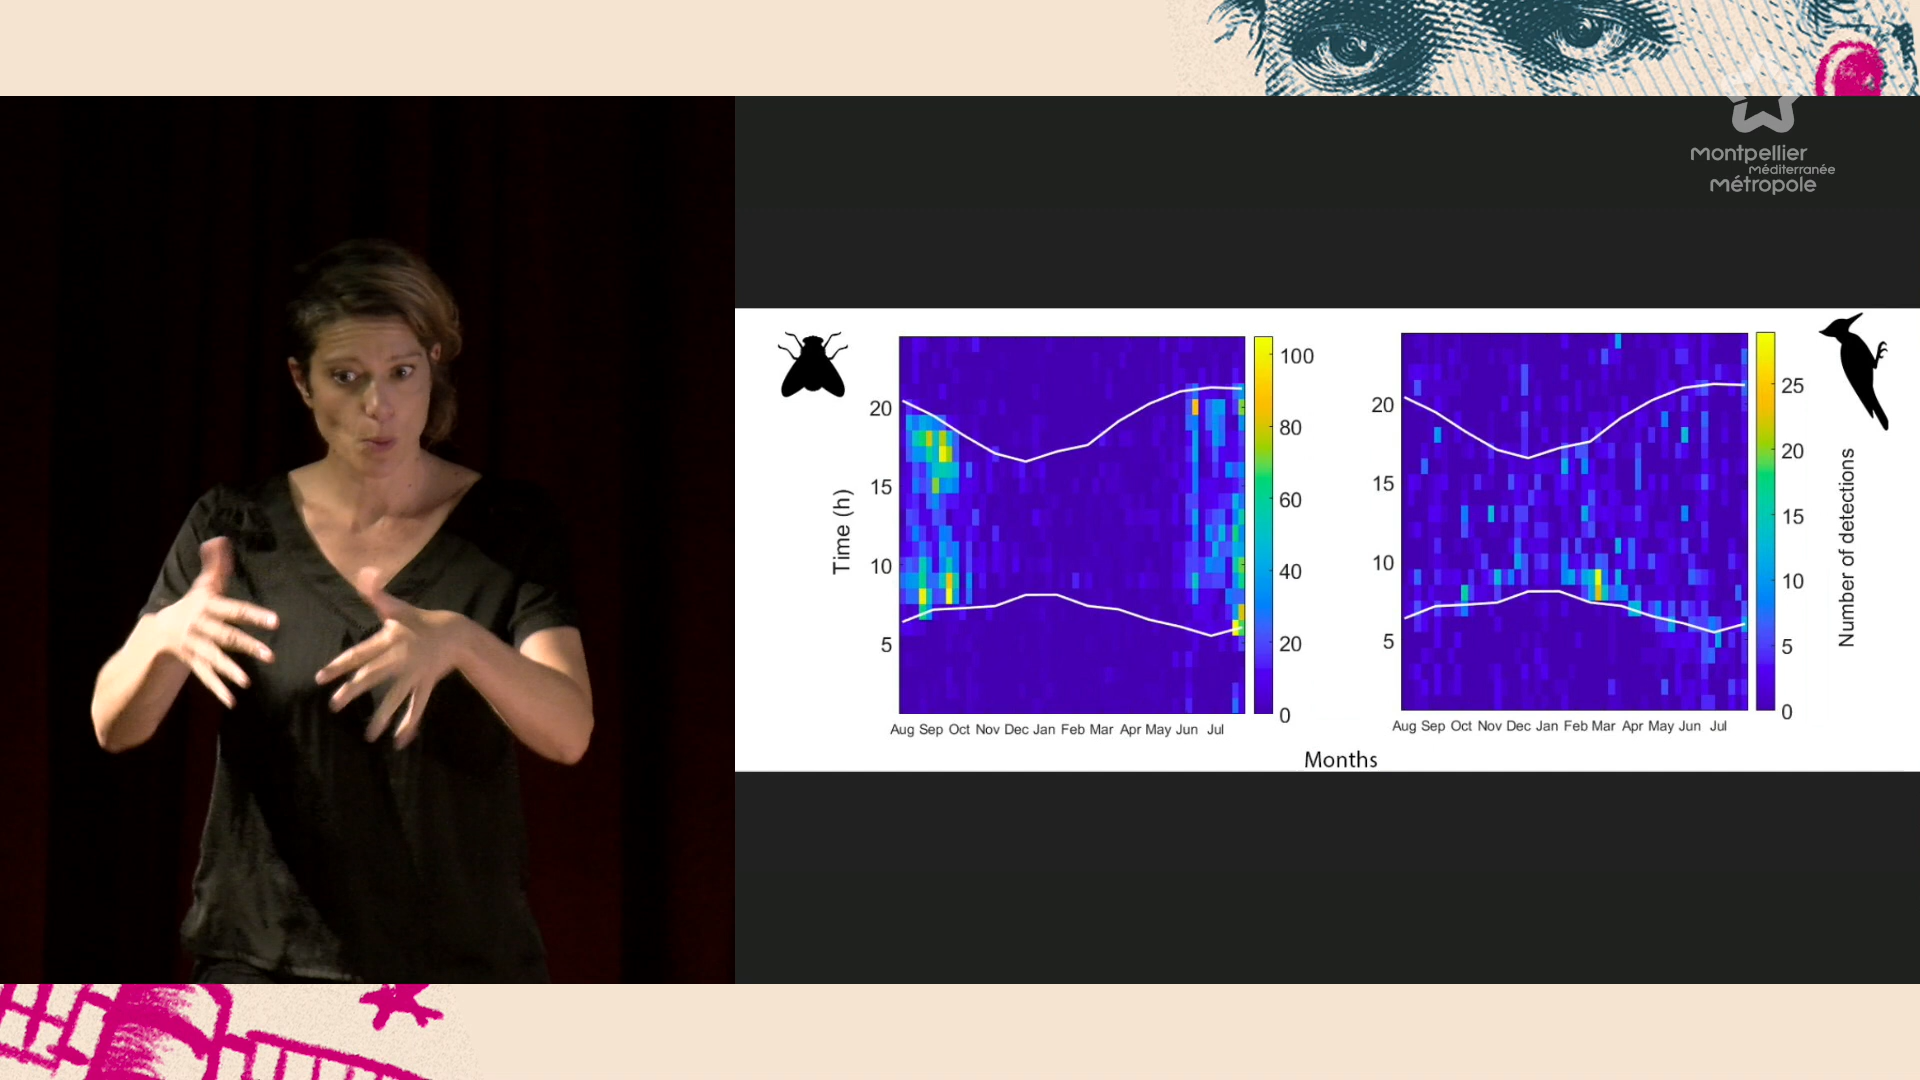 montpellier
méditerranée
métropole
Time (h)
20
15
10
5
Aug Sep Oct Nov Dec Jan Feb Mar Apr May Jun Jul
100
80
60
40
20
0
20
15
10
5
Aug Sep Oct Nov Dec Jan Feb Mar Apr May Jun Jul
25
20
15
10
5
0
Number of detections
Months